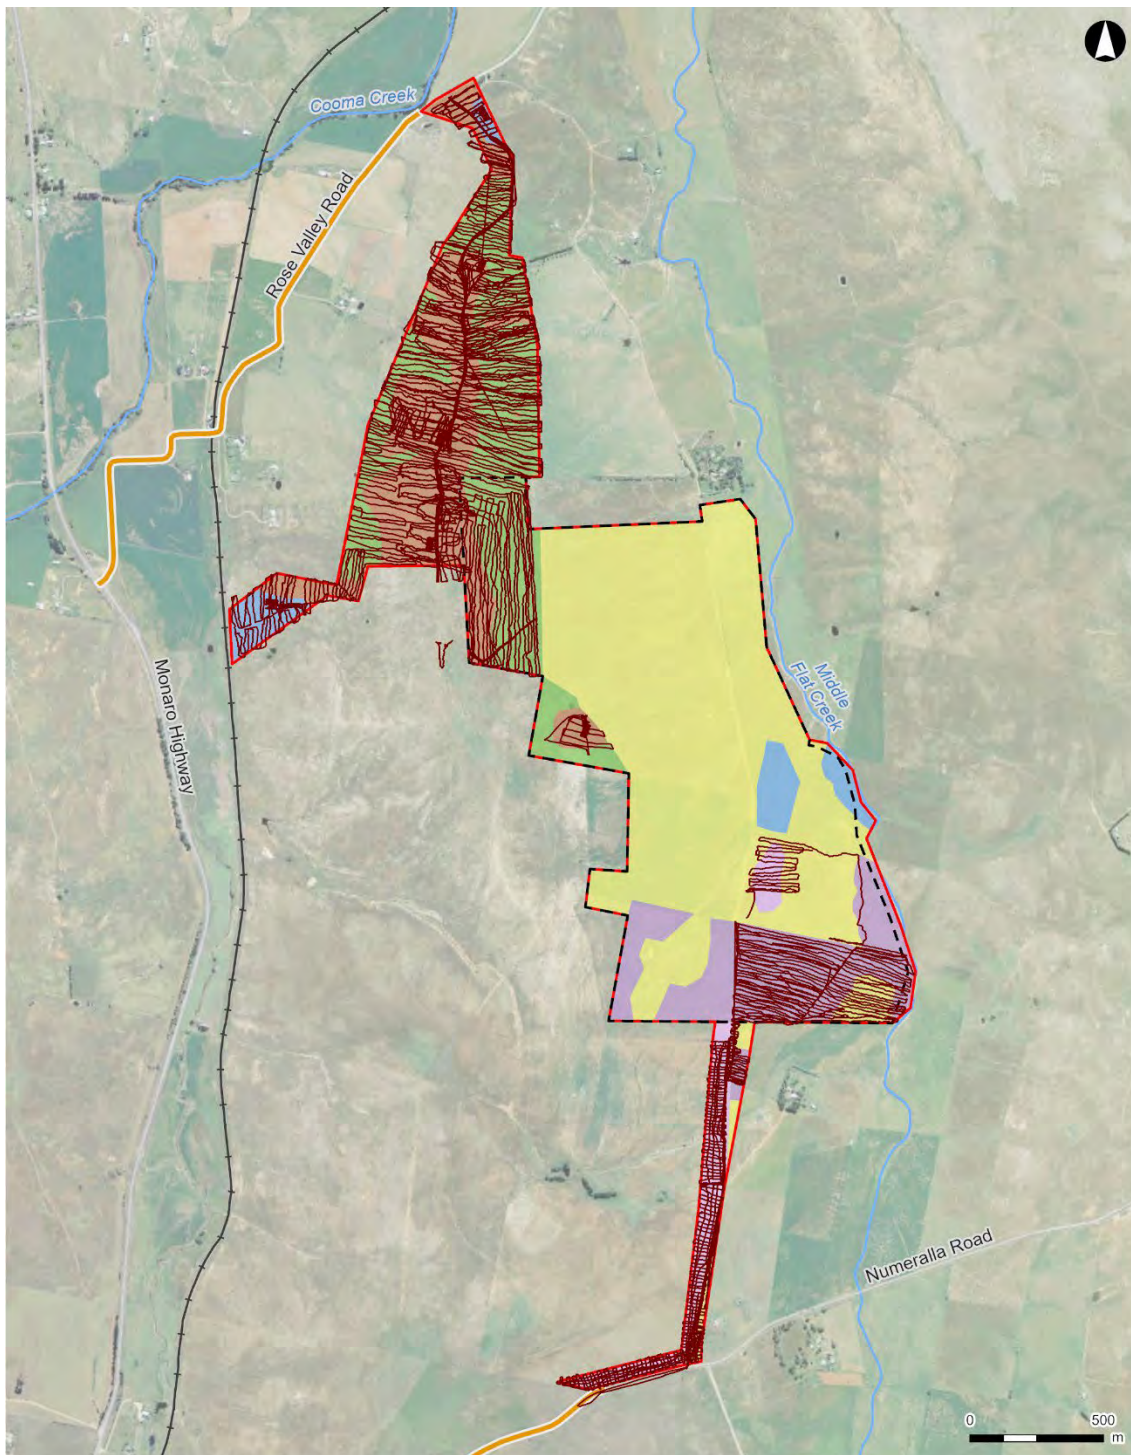 Cooma Creek
Rose Valley Road
Monaro Highway
Middle
Flat Creek
Numeralla Road
0 500
m